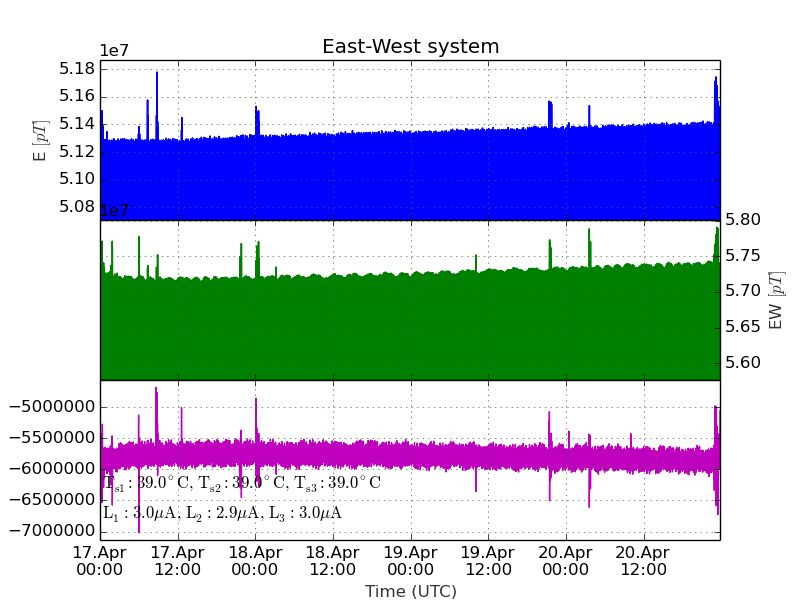 East-West system
1e7
5.18
5.16
5.14
5.12
5.10
5.08
E [pT]
1e7
5.80
5.75
5.70
5.65
5.60
EW [pT]
−5000000
−5500000
−6000000
−6500000
−7000000
T_s1 : 39.0°C, T_s2 : 39.0°C, T_s3 : 39.0°C
L_1 : 3.0μA, L_2 : 2.9μA, L_3 : 3.0μA
17.Apr 17.Apr 18.Apr 18.Apr 19.Apr 19.Apr 20.Apr 20.Apr
00:00 12:00 00:00 12:00 00:00 12:00 00:00 12:00
Time (UTC)